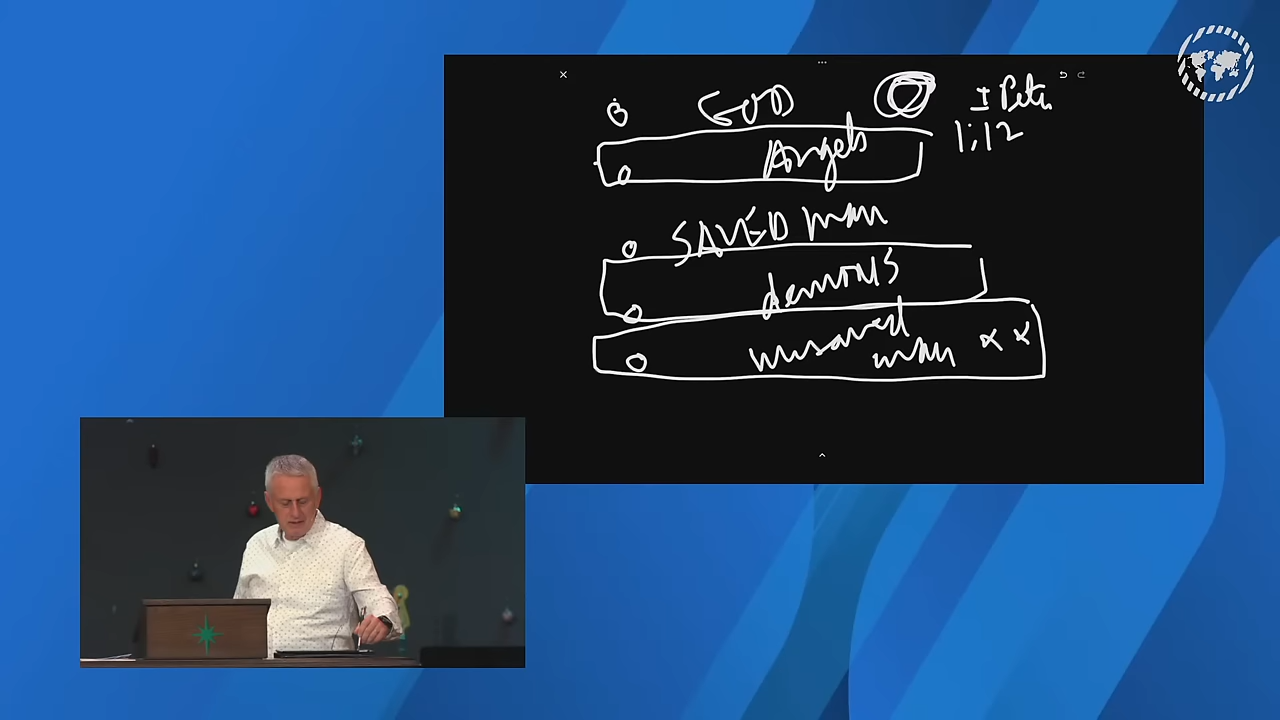 GOD I Peter
1:12
Angels
SAVED man
demons
unsaved
man x x